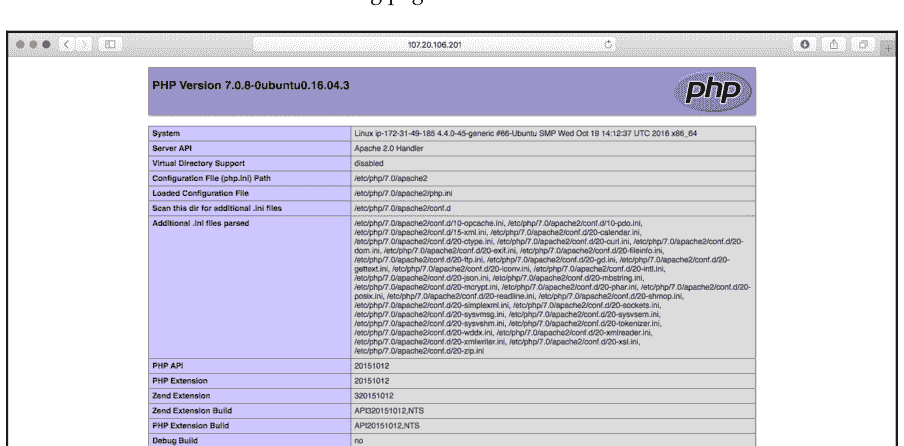 107.20.106.201
PHP Version 7.0.8-0ubuntu0.16.04.3
php
System Linux ip-172-31-49-185 4.4.0-45-generic #66-Ubuntu SMP Wed Oct 19 14:12:37 UTC 2016 x86_64
Server API Apache 2.0 Handler
Virtual Directory Support disabled
Configuration File (php.ini) Path /etc/php/7.0/apache2
Loaded Configuration File /etc/php/7.0/apache2/php.ini
Scan this dir for additional .ini files /etc/php/7.0/apache2/conf.d
Additional .ini files parsed /etc/php/7.0/apache2/conf.d/10-opcache.ini, /etc/php/7.0/apache2/conf.d/10-pdo.ini,
/etc/php/7.0/apache2/conf.d/15-xml.ini, /etc/php/7.0/apache2/conf.d/20-calendar.ini,
/etc/php/7.0/apache2/conf.d/20-ctype.ini, /etc/php/7.0/apache2/conf.d/20-curl.ini, /etc/php/7.0/apache2/conf.d/20-
dom.ini, /etc/php/7.0/apache2/conf.d/20-exif.ini, /etc/php/7.0/apache2/conf.d/20-fileinfo.ini,
/etc/php/7.0/apache2/conf.d/20-ftp.ini, /etc/php/7.0/apache2/conf.d/20-gd.ini, /etc/php/7.0/apache2/conf.d/20-
gettext.ini, /etc/php/7.0/apache2/conf.d/20-iconv.ini, /etc/php/7.0/apache2/conf.d/20-intl.ini,
/etc/php/7.0/apache2/conf.d/20-json.ini, /etc/php/7.0/apache2/conf.d/20-mbstring.ini,
/etc/php/7.0/apache2/conf.d/20-mcrypt.ini, /etc/php/7.0/apache2/conf.d/20-phar.ini, /etc/php/7.0/apache2/conf.d/20-
posix.ini, /etc/php/7.0/apache2/conf.d/20-readline.ini, /etc/php/7.0/apache2/conf.d/20-shmop.ini,
/etc/php/7.0/apache2/conf.d/20-simplexml.ini, /etc/php/7.0/apache2/conf.d/20-sockets.ini,
/etc/php/7.0/apache2/conf.d/20-sysvmsg.ini, /etc/php/7.0/apache2/conf.d/20-sysvsem.ini,
/etc/php/7.0/apache2/conf.d/20-sysvshm.ini, /etc/php/7.0/apache2/conf.d/20-tokenizer.ini,
/etc/php/7.0/apache2/conf.d/20-wddx.ini, /etc/php/7.0/apache2/conf.d/20-xmlreader.ini,
/etc/php/7.0/apache2/conf.d/20-xmlwriter.ini, /etc/php/7.0/apache2/conf.d/20-xsl.ini,
/etc/php/7.0/apache2/conf.d/20-zip.ini
PHP API 20151012
PHP Extension 20151012
Zend Extension 320151012
Zend Extension Build API320151012,NTS
PHP Extension Build API20151012,NTS
Debug Build no